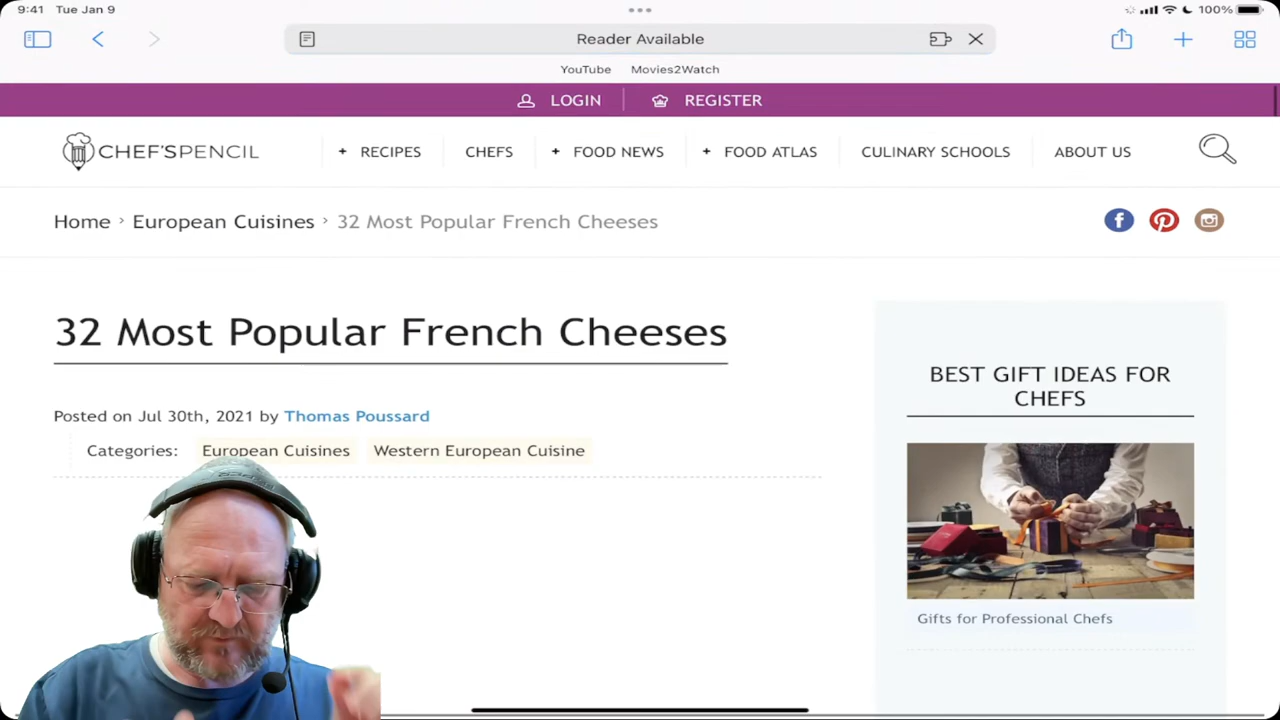 9:41 Tue Jan 9
100%
Reader Available
YouTube Movies2Watch
LOGIN REGISTER
CHEF'SPENCIL
+ RECIPES CHEFS + FOOD NEWS + FOOD ATLAS CULINARY SCHOOLS ABOUT US
Home > European Cuisines > 32 Most Popular French Cheeses
32 Most Popular French Cheeses
Posted on Jul 30th, 2021 by Thomas Poussard
Categories: European Cuisines Western European Cuisine
BEST GIFT IDEAS FOR
CHEFS
Gifts for Professional Chefs